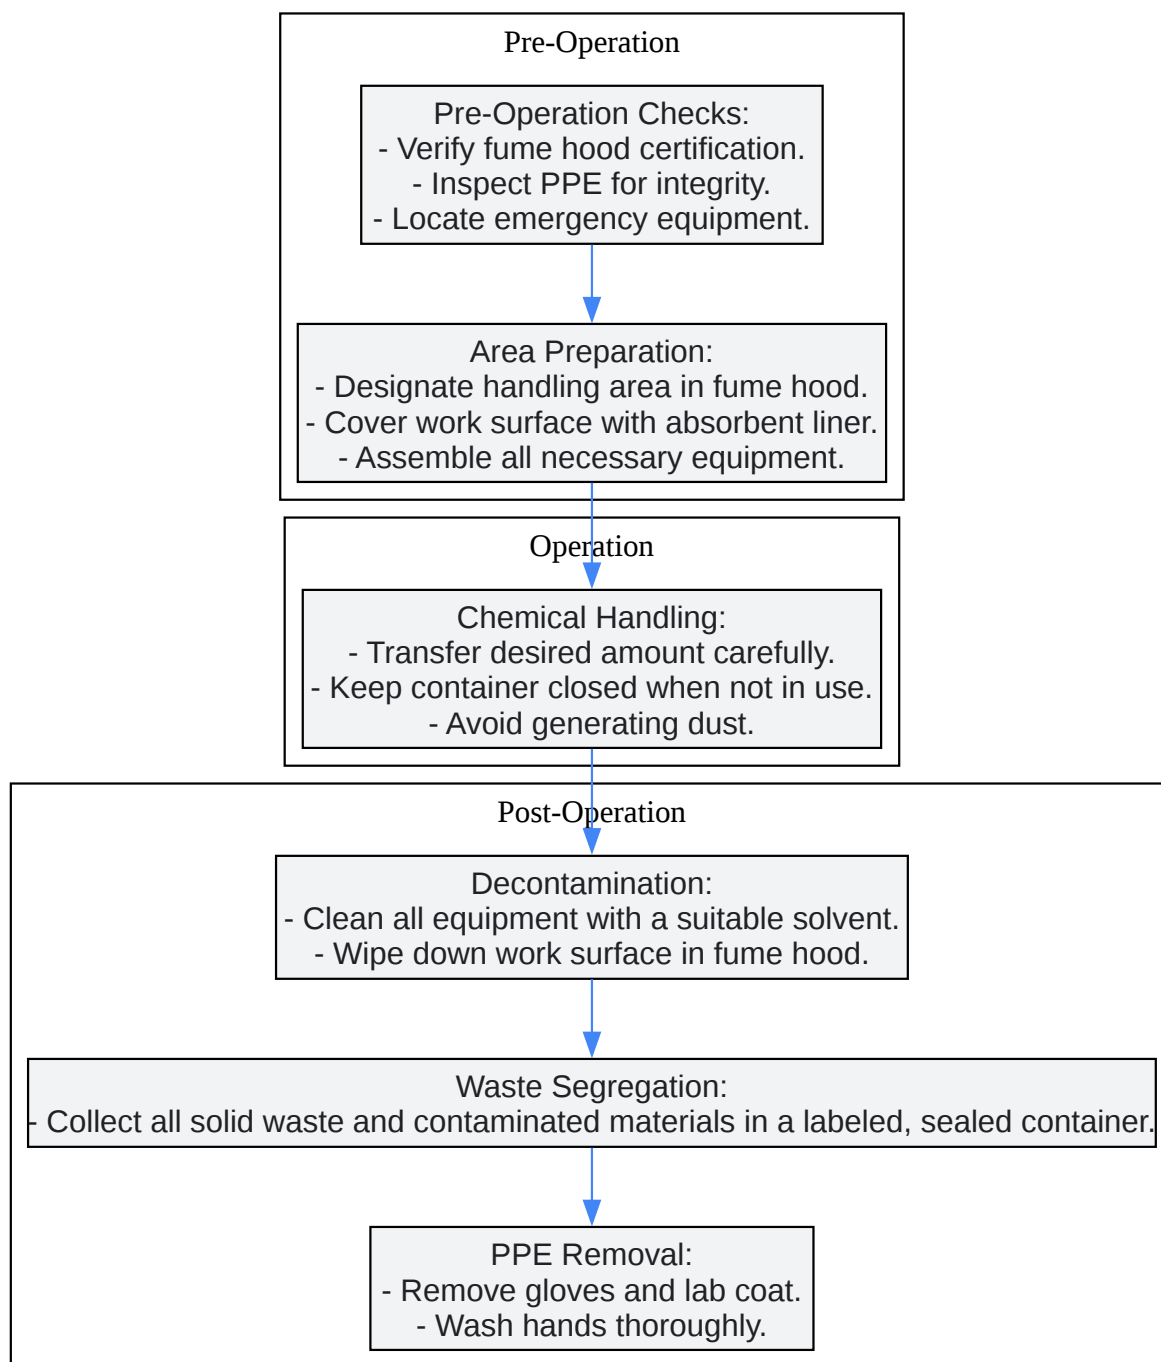 Pre-Operation
Pre-Operation Checks:
- Verify fume hood certification.
- Inspect PPE for integrity.
- Locate emergency equipment.
Area Preparation:
- Designate handling area in fume hood.
- Cover work surface with absorbent liner.
- Assemble all necessary equipment.
Operation
Chemical Handling:
- Transfer desired amount carefully.
- Keep container closed when not in use.
- Avoid generating dust.
Post-Operation
Decontamination:
- Clean all equipment with a suitable solvent.
- Wipe down work surface in fume hood.
Waste Segregation:
- Collect all solid waste and contaminated materials in a labeled, sealed container.
PPE Removal:
- Remove gloves and lab coat.
- Wash hands thoroughly.